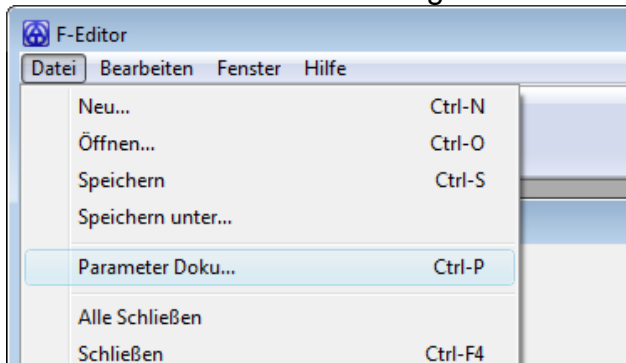 F-Editor
Datei Bearbeiten Fenster Hilfe
Neu... Ctrl-N
Öffnen... Ctrl-O
Speichern Ctrl-S
Speichern unter...
Parameter Doku... Ctrl-P
Alle Schließen
Schließen Ctrl-F4